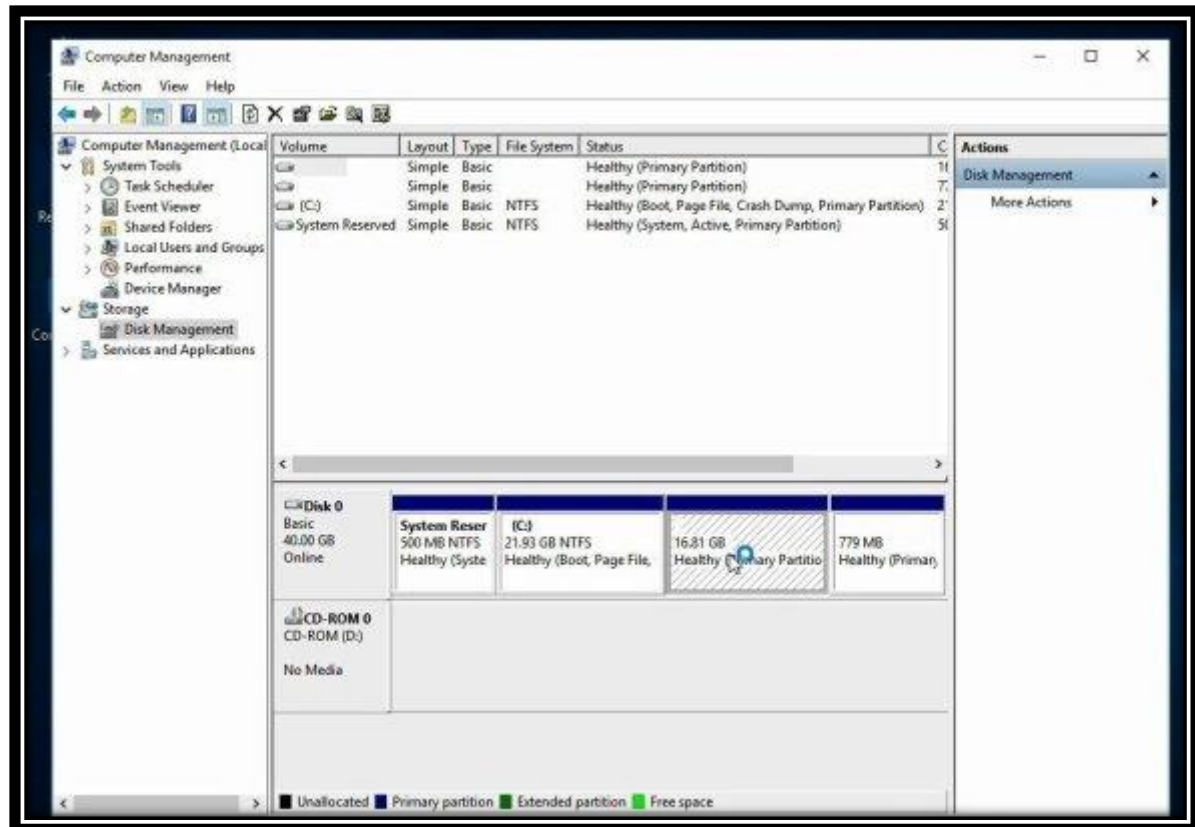 Computer Management
File Action View Help
Computer Management (Local
System Tools
Task Scheduler
Event Viewer
Shared Folders
Local Users and Groups
Performance
Device Manager
Storage
Disk Management
Services and Applications
Volume Layout Type File System Status C
Simple Basic Healthy (Primary Partition)
Simple Basic Healthy (Primary Partition)
(C:) Simple Basic NTFS Healthy (Boot, Page File, Crash Dump, Primary Partition)
System Reserved Simple Basic NTFS Healthy (System, Active, Primary Partition)
Actions
Disk Management
More Actions
Disk 0
Basic
40.00 GB
Online
System Reser
500 MB NTFS
Healthy (Syste
(C:)
21.93 GB NTFS
Healthy (Boot, Page File,
16.81 GB
Healthy Partitio
779 MB
Healthy (Primar
CD-ROM 0
CD-ROM (D:)
No Media
Unallocated Primary partition Extended partition Free space